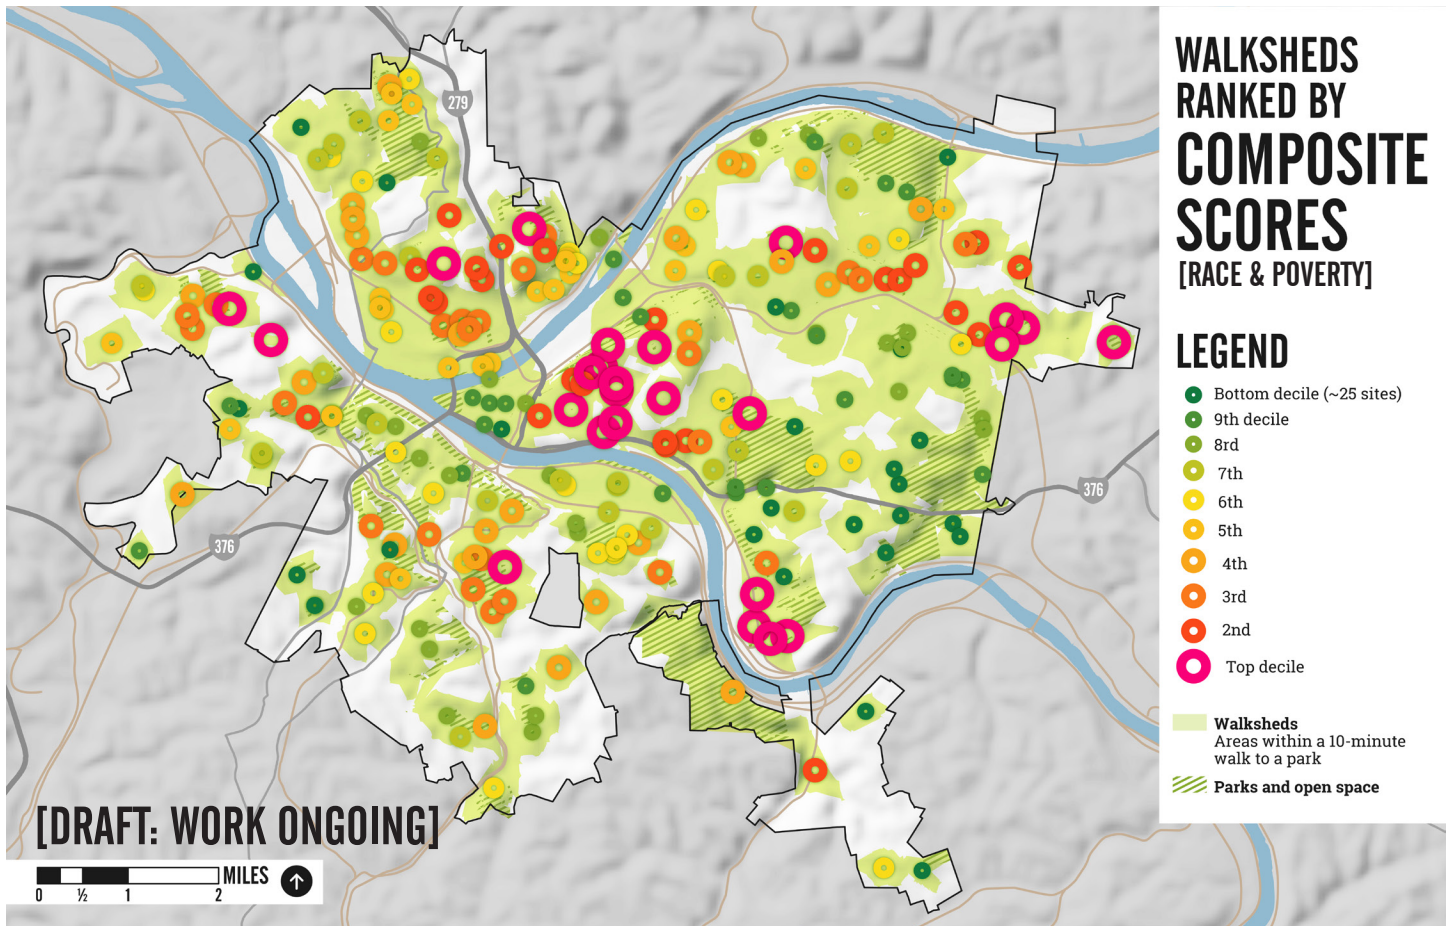 WALKSHEDS
RANKED BY
COMPOSITE
SCORES
[RACE & POVERTY]
LEGEND
Bottom decile (~25 sites)
9th decile
8rd
7th
6th
5th
4th
3rd
2nd
Top decile
Walksheds
Areas within a 10-minute
walk to a park
Parks and open space
279
376
376
[DRAFT: WORK ONGOING]
MILES
0 ½ 1 2